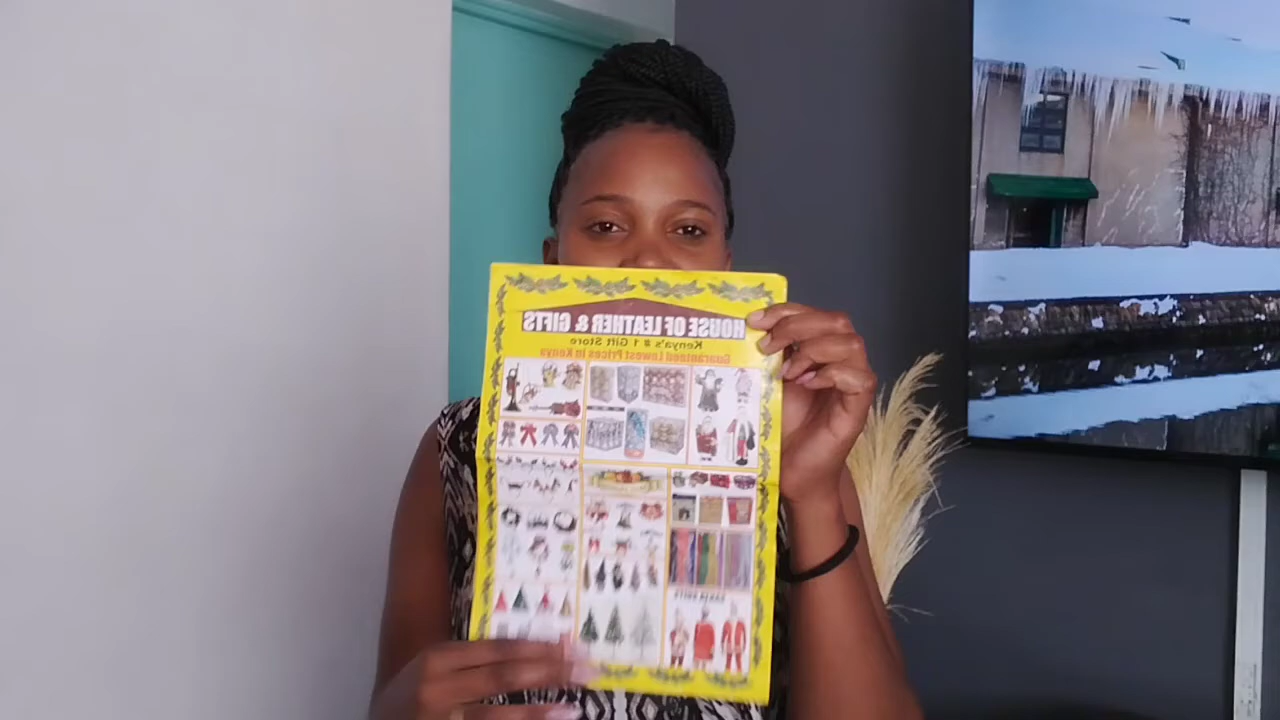 HOUSE OF LEATHER & GIFTS
Kenya's # 1 Gift Store
Guaranteed Lowest Prices in Kenya